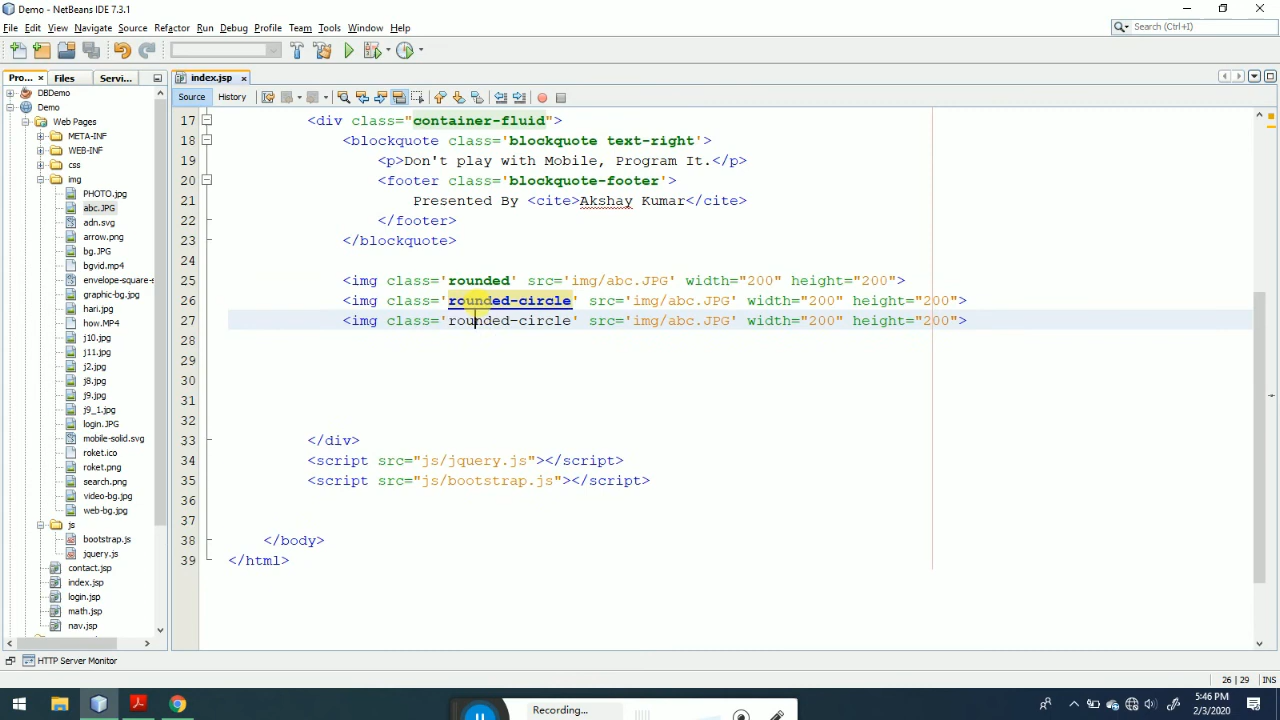 Demo - NetBeans IDE 7.3.1
File Edit View Navigate Source Refactor Run Debug Profile Team Tools Window Help
Search (Ctrl+I)
Pro... × Files Servi...
index.jsp ×
Source History
DBDemo
Demo
Web Pages
META-INF
WEB-INF
css
img
PHOTO.jpg
abc.JPG
adn.svg
arrow.png
bg.JPG
bgvid.mp4
envelope-square-s
graphic-bg.jpg
hari.jpg
how.MP4
j10.jpg
j11.jpg
j2.jpg
j8.jpg
j9.jpg
j9_1.jpg
login.JPG
mobile-solid.svg
roket.ico
roket.png
search.png
video-bg.jpg
web-bg.jpg
js
bootstrap.js
jquery.js
contact.jsp
index.jsp
login.jsp
math.jsp
nav.jsp
17 <div class="container-fluid">
18 <blockquote class='blockquote text-right'>
19 <p>Don't play with Mobile, Program It.</p>
20 <footer class='blockquote-footer'>
21 Presented By <cite>Akshay Kumar</cite>
22 </footer>
23 </blockquote>
24
25 <img class='rounded' src='img/abc.JPG' width="200" height="200">
26 <img class='rounded-circle' src='img/abc.JPG' width="200" height="200">
27 <img class='rounded-circle' src='img/abc.JPG' width="200" height="200">
28
29
30
31
32
33 </div>
34 <script src="js/jquery.js"></script>
35 <script src="js/bootstrap.js"></script>
36
37
38 </body>
39 </html>
HTTP Server Monitor
26 | 29 INS
Recording...
5:46 PM
2/3/2020